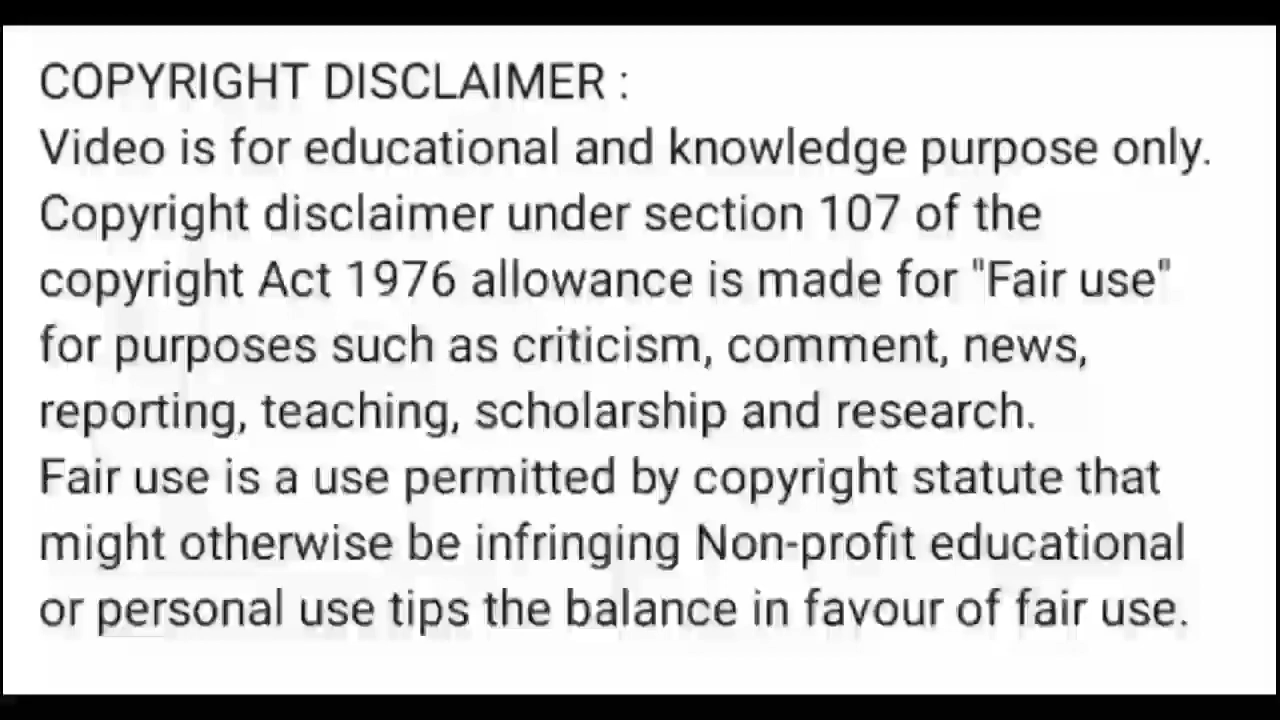 COPYRIGHT DISCLAIMER :
Video is for educational and knowledge purpose only.
Copyright disclaimer under section 107 of the
copyright Act 1976 allowance is made for "Fair use"
for purposes such as criticism, comment, news,
reporting, teaching, scholarship and research.
Fair use is a use permitted by copyright statute that
might otherwise be infringing Non-profit educational
or personal use tips the balance in favour of fair use.